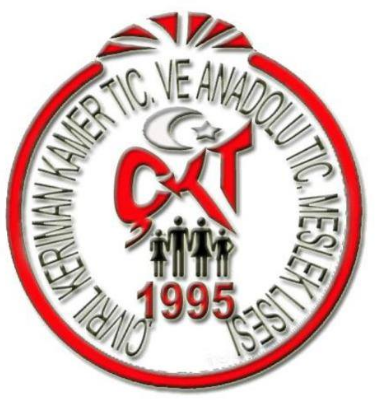 ÇİVRİL KERİMAN KAMER TİC. VE ANADOLU TİC. MESLEK LİSESİ
ÇKT
1995